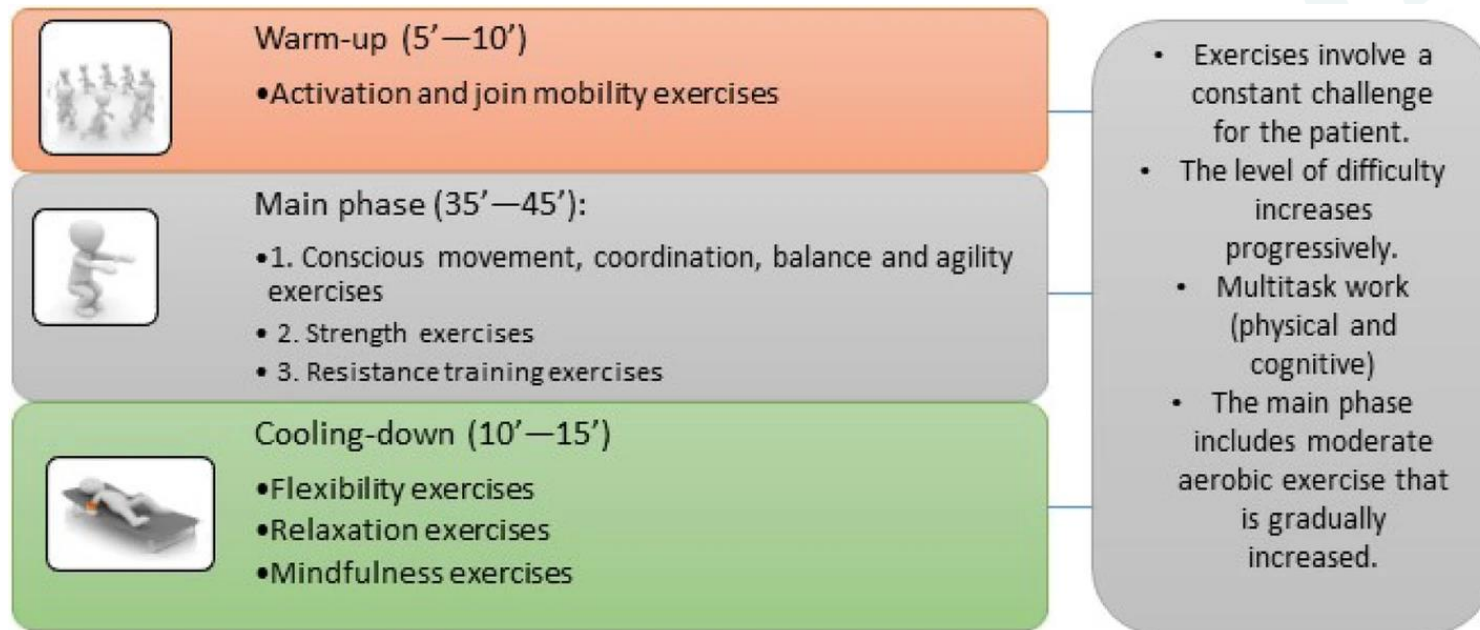 Warm-up (5’—10’)
•Activation and join mobility exercises
Main phase (35’—45’):
•1. Conscious movement, coordination, balance and agility
exercises
• 2. Strength exercises
• 3. Resistance training exercises
Cooling-down (10’—15’)
•Flexibility exercises
•Relaxation exercises
•Mindfulness exercises
• Exercises involve a
constant challenge
for the patient.
• The level of difficulty
increases
progressively.
• Multitask work
(physical and
cognitive)
• The main phase
includes moderate
aerobic exercise that
is gradually
increased.